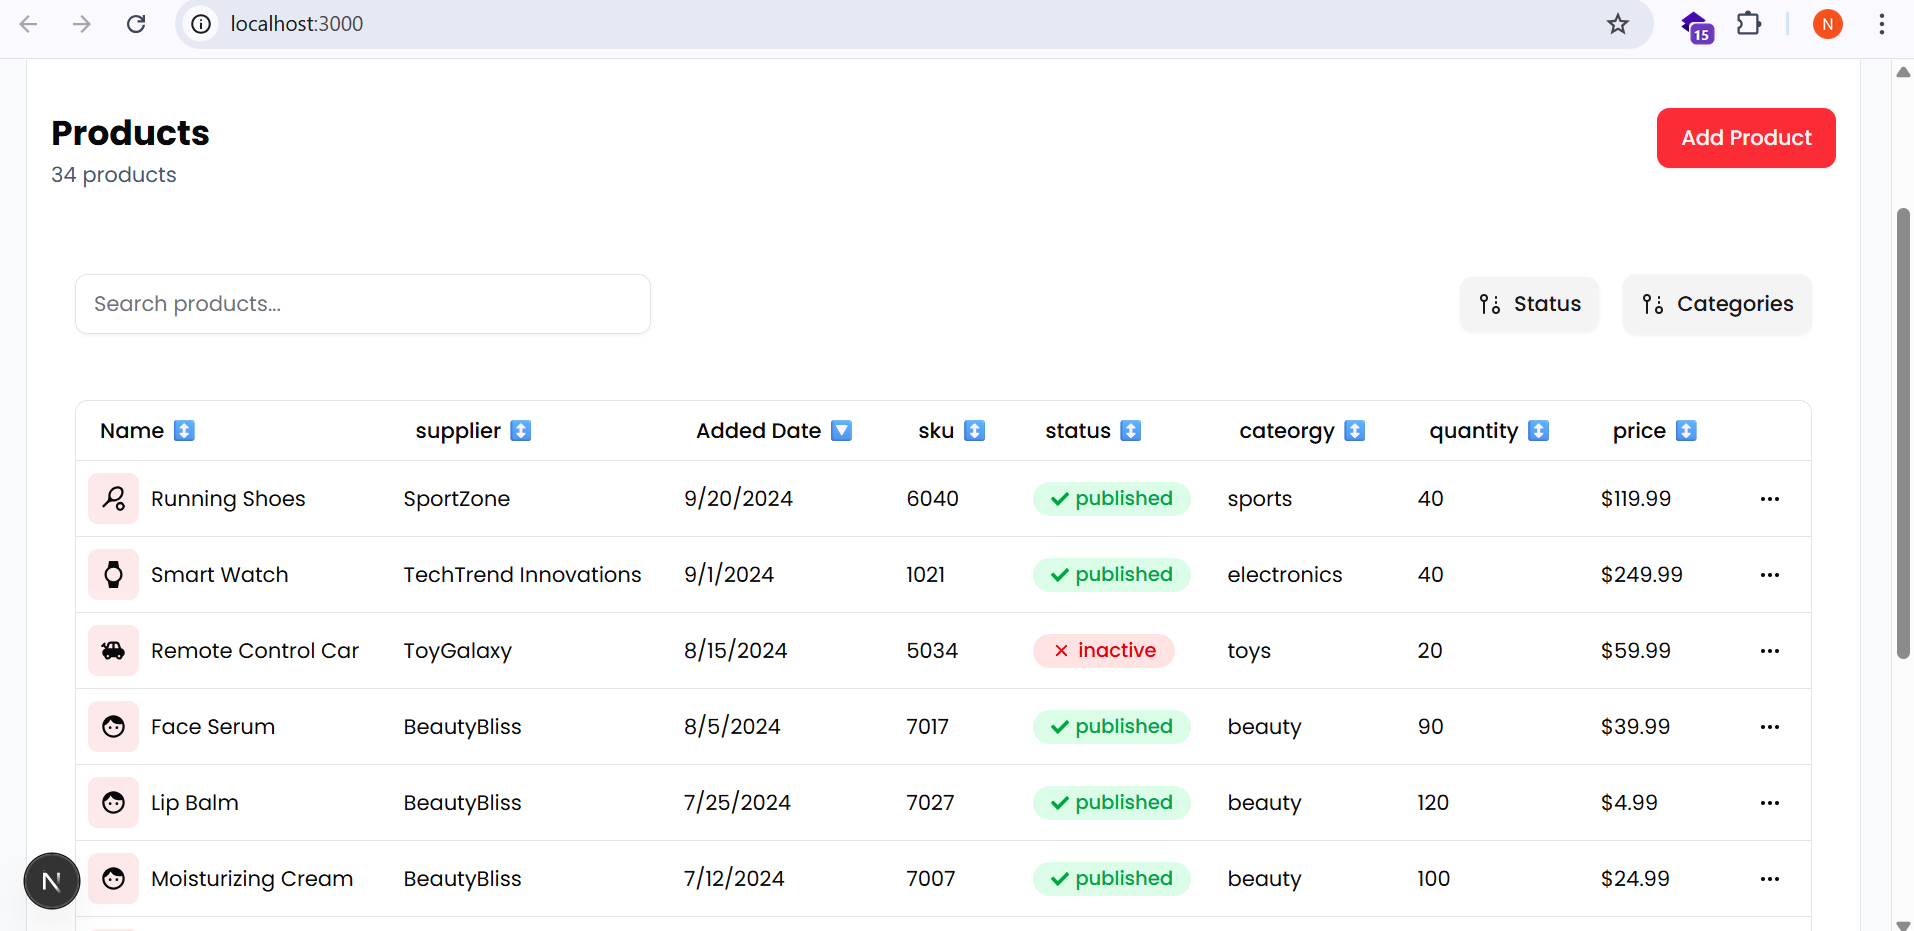 localhost:3000
15
N
Products
34 products
Add Product
Search products...
Status
Categories
Name supplier Added Date sku status cateorgy quantity price
Running Shoes SportZone 9/20/2024 6040 published sports 40 $119.99
Smart Watch TechTrend Innovations 9/1/2024 1021 published electronics 40 $249.99
Remote Control Car ToyGalaxy 8/15/2024 5034 inactive toys 20 $59.99
Face Serum BeautyBliss 8/5/2024 7017 published beauty 90 $39.99
Lip Balm BeautyBliss 7/25/2024 7027 published beauty 120 $4.99
Moisturizing Cream BeautyBliss 7/12/2024 7007 published beauty 100 $24.99
N